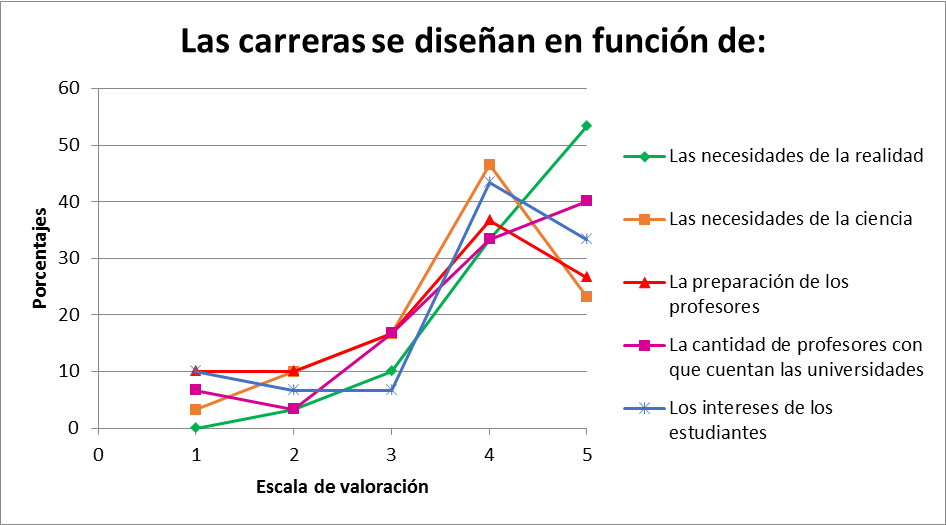 Las carreras se diseñan en función de:
60
50
40
30
20
10
0
Porcentajes
0 1 2 3 4 5
Escala de valoración
Las necesidades de la realidad
Las necesidades de la ciencia
La preparación de los
profesores
La cantidad de profesores con
que cuentan las universidades
Los intereses de los
estudiantes